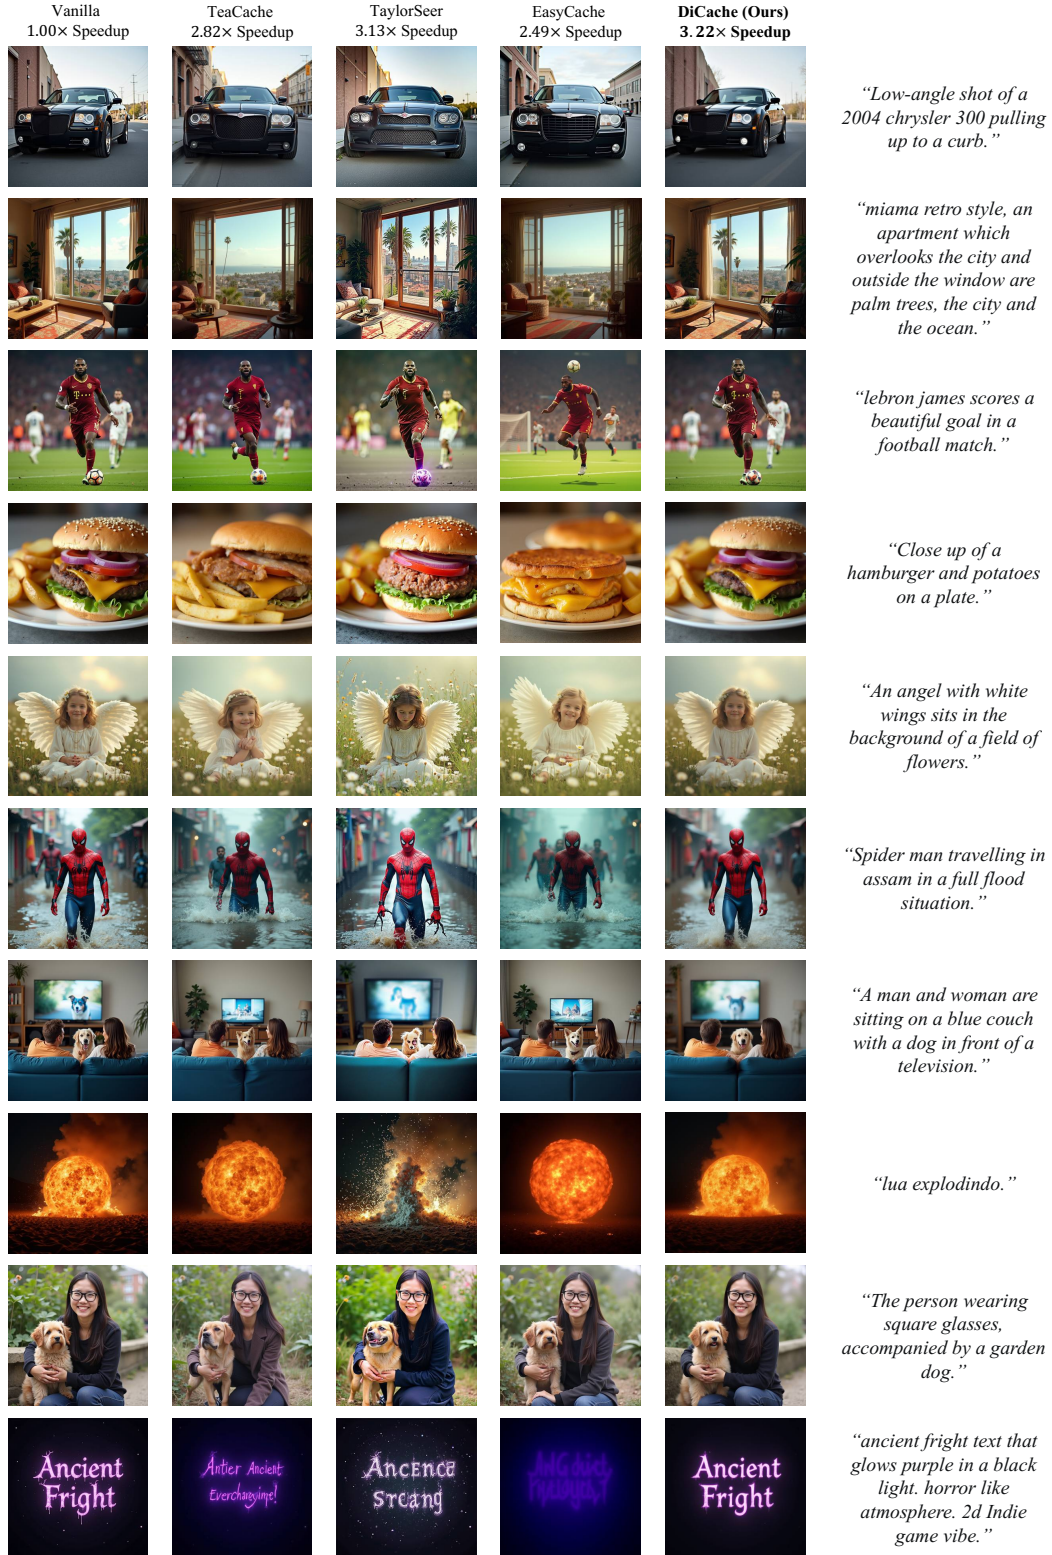 Vanilla
1.00× Speedup
TeaCache
2.82× Speedup
TaylorSeer
3.13× Speedup
EasyCache
2.49× Speedup
DiCache (Ours)
3.22× Speedup
“Low-angle shot of a
2004 chrysler 300 pulling
up to a curb.”
“miama retro style, an
apartment which
overlooks the city and
outside the window are
palm trees, the city and
the ocean.”
“lebron james scores a
beautiful goal in a
football match.”
“Close up of a
hamburger and potatoes
on a plate.”
“An angel with white
wings sits in the
background of a field of
flowers.”
“Spider man travelling in
assam in a full flood
situation.”
“A man and woman are
sitting on a blue couch
with a dog in front of a
television.”
“lua explodindo.”
“The person wearing
square glasses,
accompanied by a garden
dog.”
Ancient
Fright
Antier Ancient
Everchangime!
Ancence
Srcang
Ancient
Fright
“ancient fright text that
glows purple in a black
light. horror like
atmosphere. 2d Indie
game vibe.”